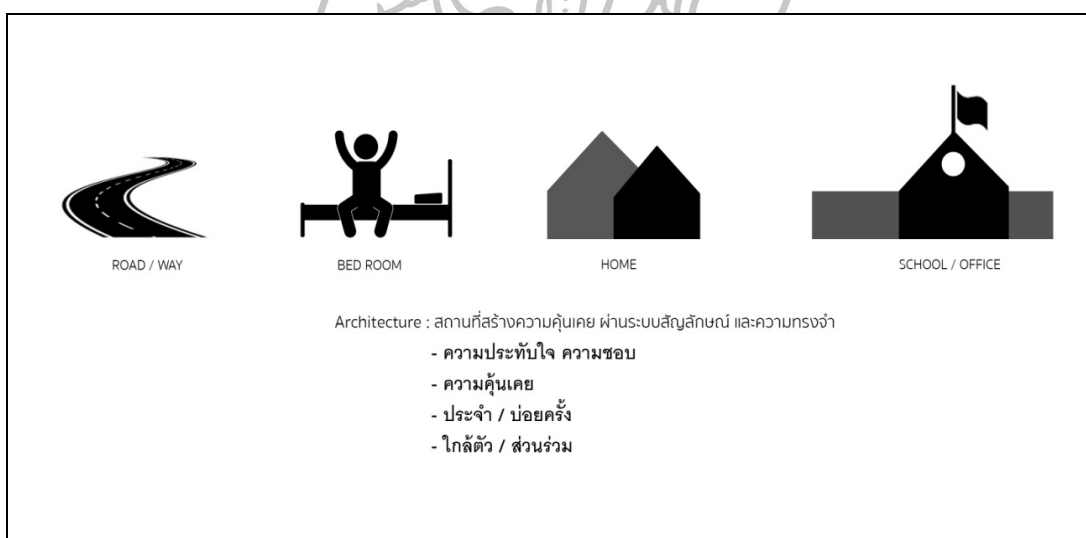 ROAD / WAY
BED ROOM
HOME
SCHOOL / OFFICE
Architecture : สถานที่สร้างความคุ้นเคย ผ่านระบบสัญลักษณ์ และความทรงจำ
- ความประทับใจ ความชอบ
- ความคุ้นเคย
- ประจำ / บ่อยครั้ง
- ใกล้ตัว / ส่วนร่วม